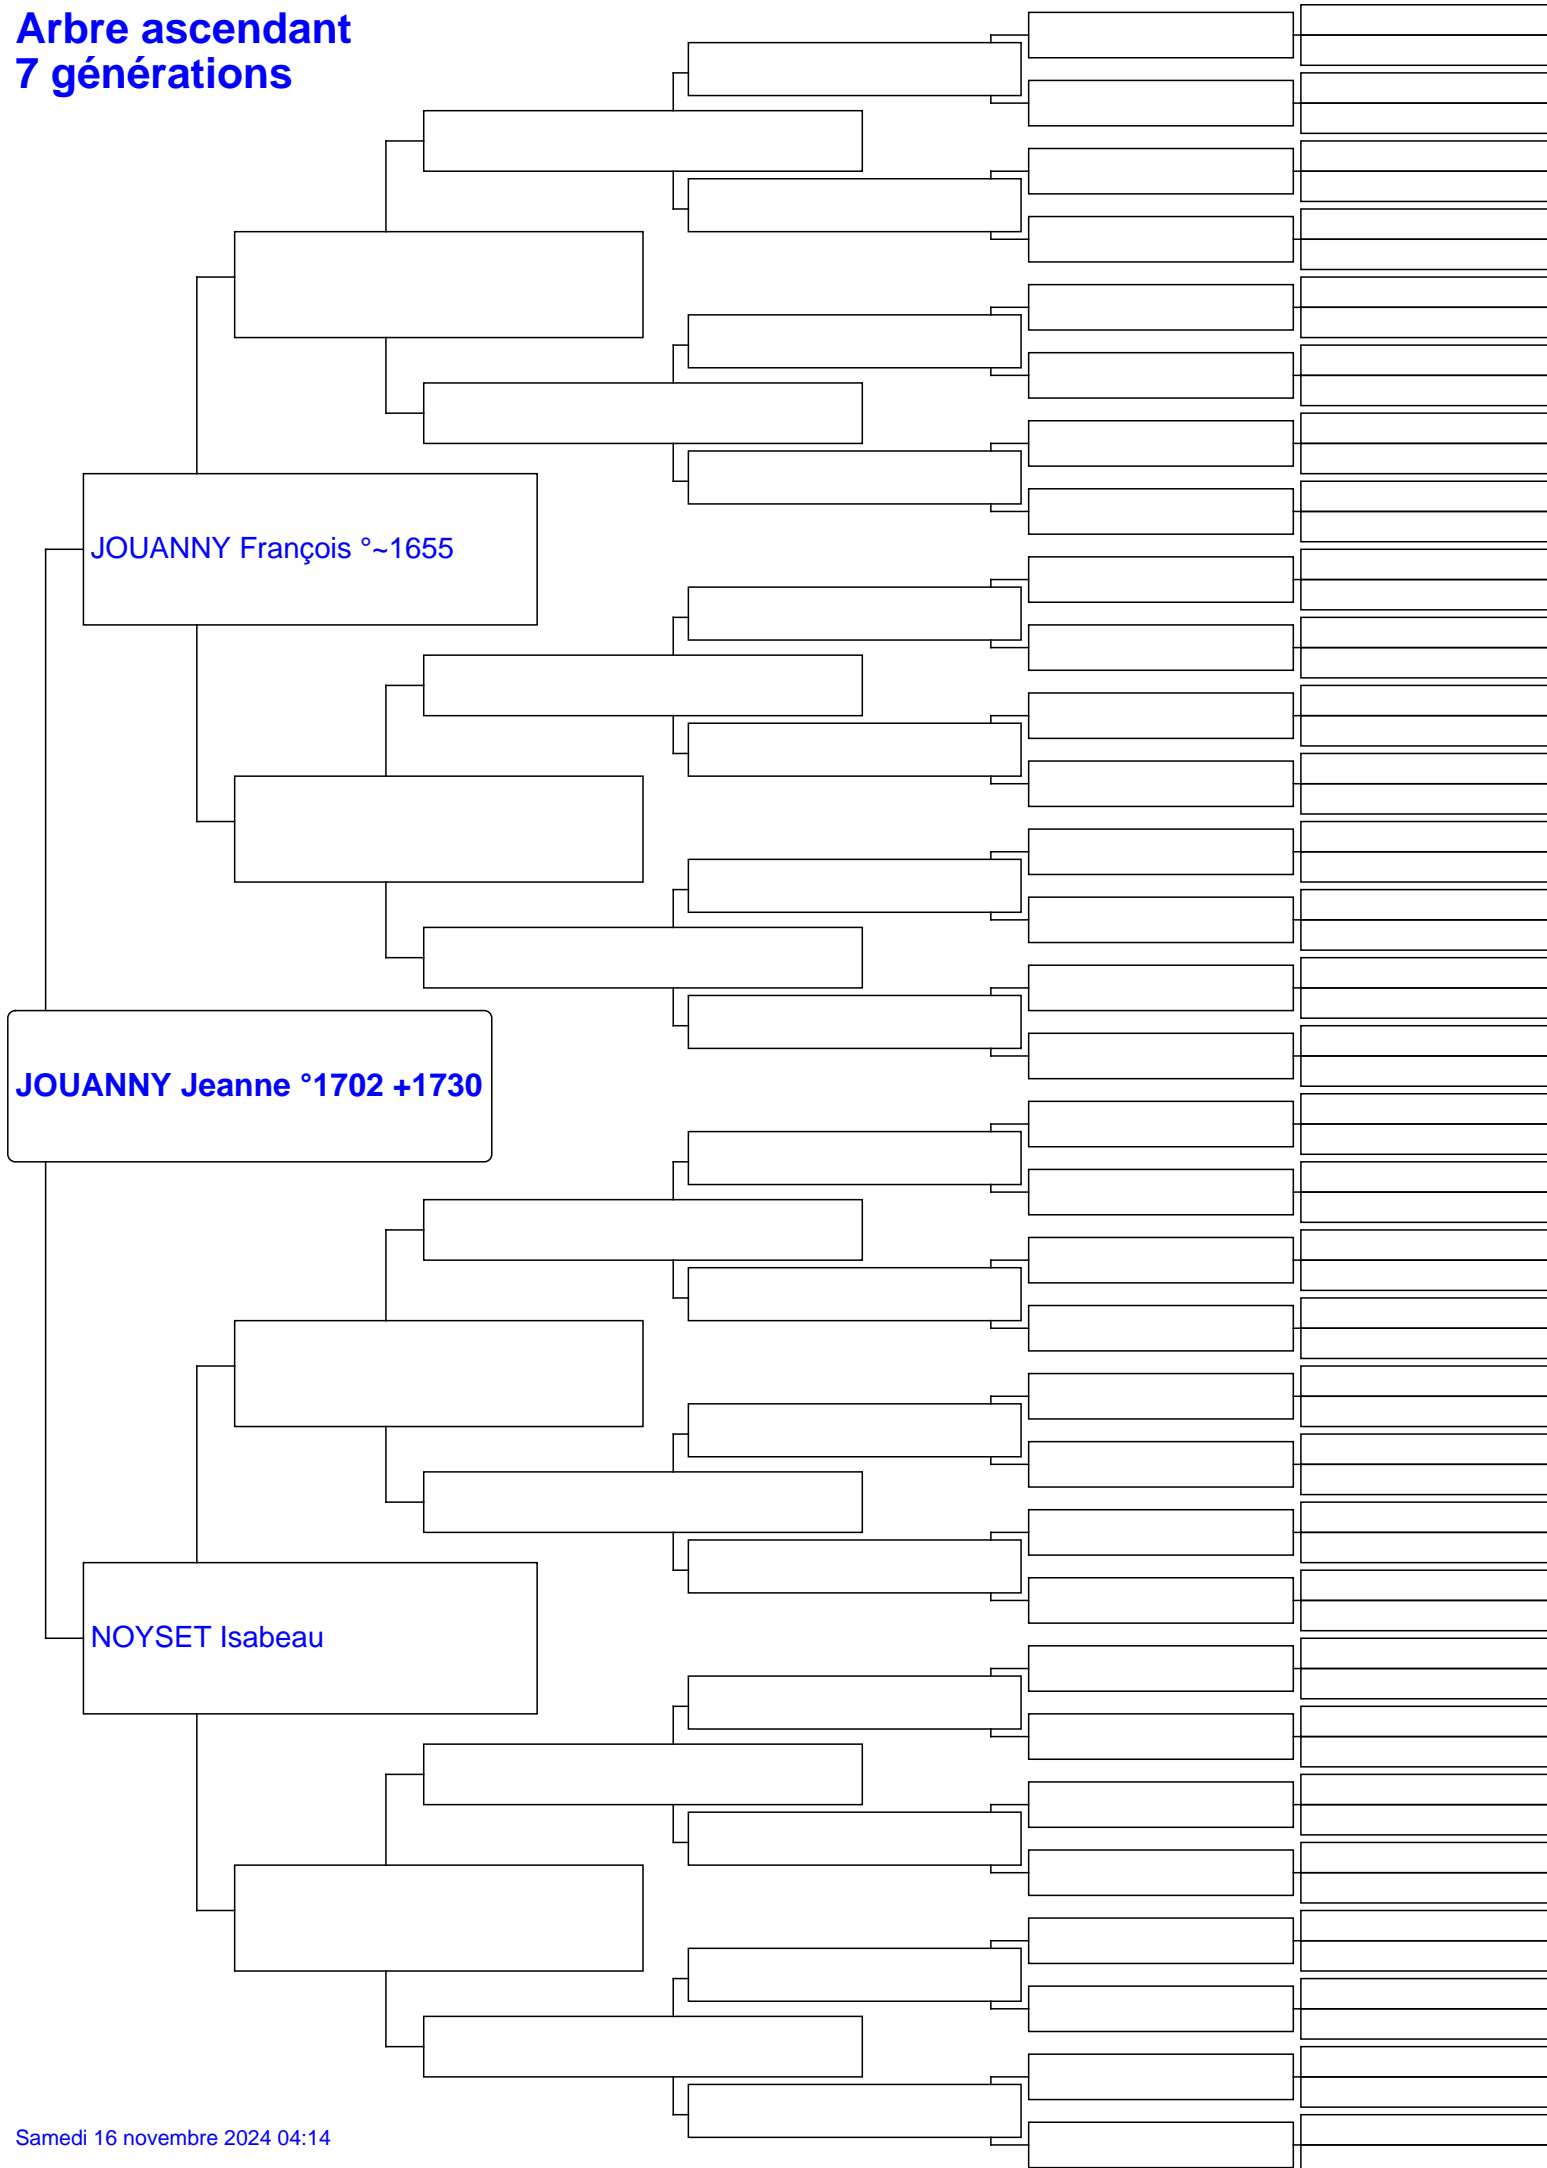 Arbre ascendant
7 générations
JOUANNY François °~1655
JOUANNY Jeanne °1702 +1730
NOYSET Isabeau
Samedi 16 novembre 2024 04:14